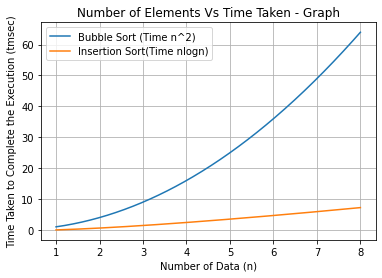 Number of Elements Vs Time Taken - Graph
Bubble Sort (Time n^2)
Insertion Sort(Time nlogn)
Time Taken to Complete the Execution (tmsec)
60
50
40
30
20
10
0
1 2 3 4 5 6 7 8
Number of Data (n)